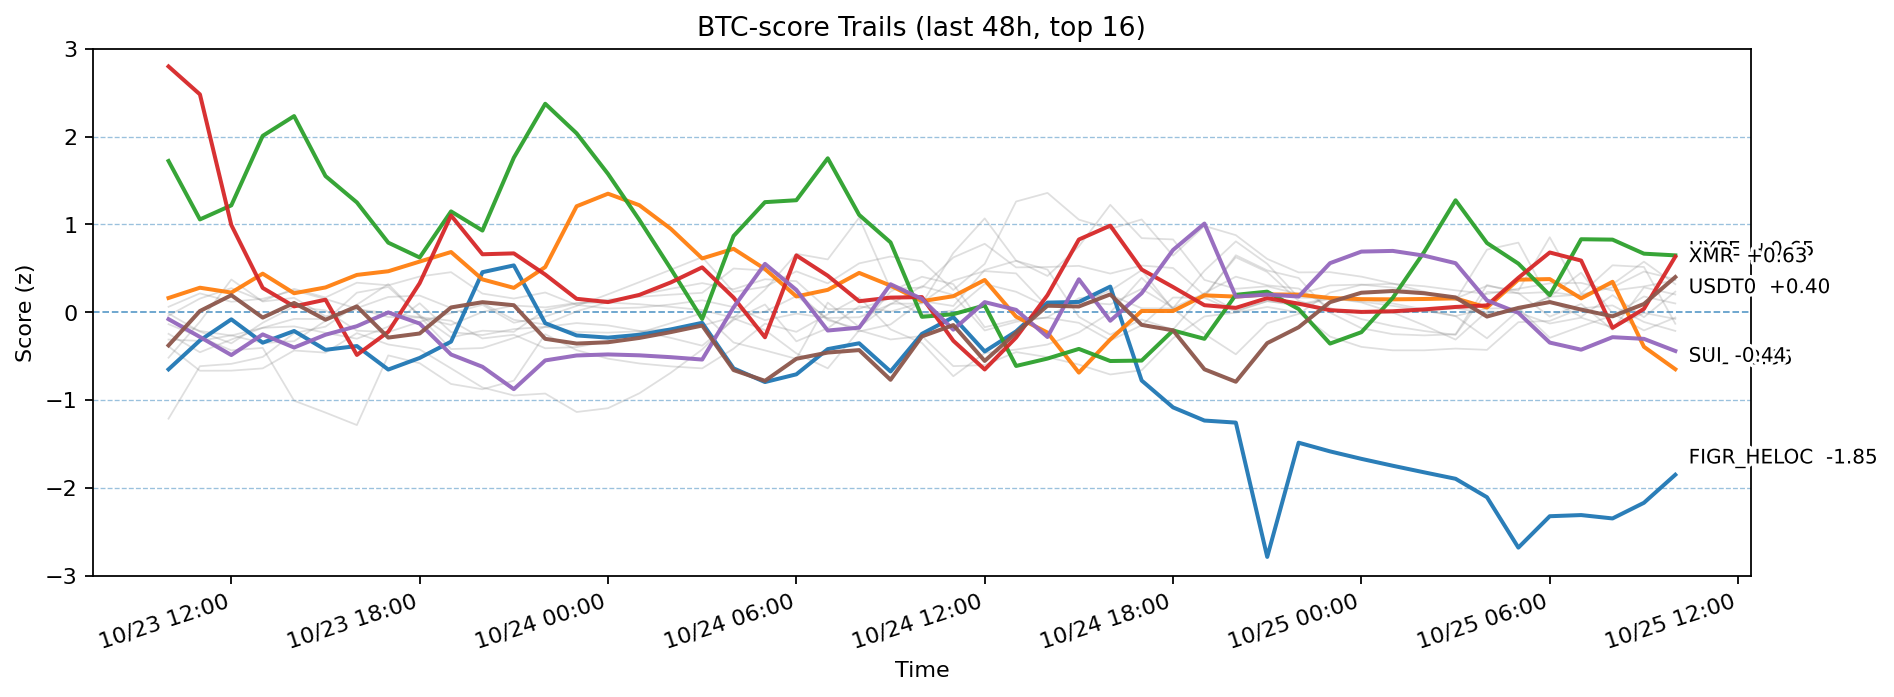 BTC-score Trails (last 48h, top 16)
Score (z)
3
2
1
0
−1
−2
−3
XMR +0.63
USDT0 +0.40
SUI -0.44
FIGR_HELOC -1.85
10/23 12:00
10/23 18:00
10/24 00:00
10/24 06:00
10/24 12:00
10/24 18:00
10/25 00:00
10/25 06:00
10/25 12:00
Time